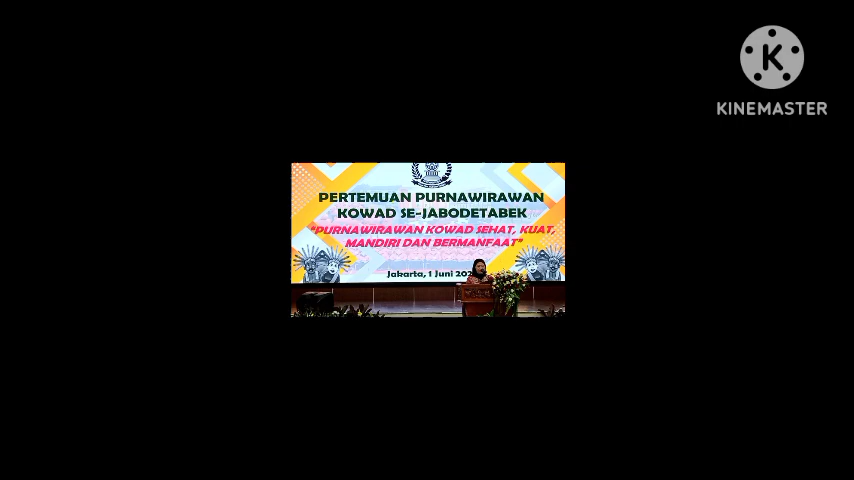 KINEMASTER
PERTEMUAN PURNAWIRAWAN
KOWAD SE-JABODETABEK
"PURNAWIRAWAN KOWAD SEHAT, KUAT,
MANDIRI DAN BERMANFAAT"
Jakarta, 1 Juni